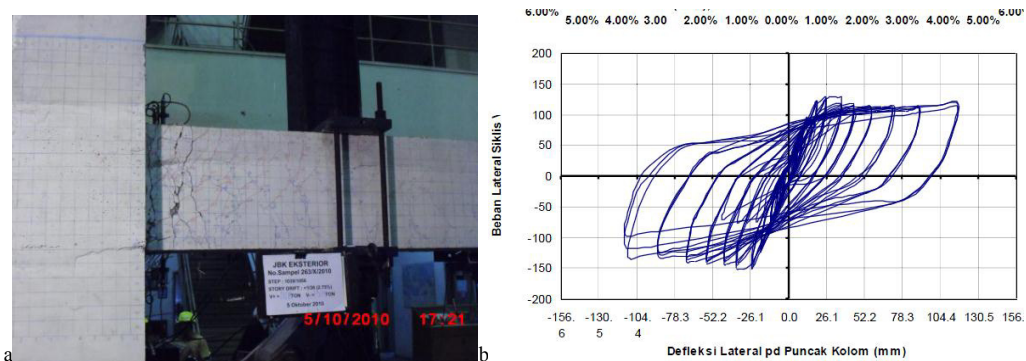 a
JBK EKSTERIOR
No.Sampel 263/X/2010
5 Oktober 2010
5/10/2010 17:21
b
6.00% 5.00% 4.00% 3.00 2.00% 1.00% 0.00% 1.00% 2.00% 3.00% 4.00% 5.00% 6.00%
Beban Lateral Siklis
200
150
100
50
0
-50
-100
-150
-200
-156. -130. -104. -78.3 -52.2 -26.1 0.0 26.1 52.2 78.3 104.4 130.5 156.
6 5 4
Defleksi Lateral pd Puncak Kolom (mm)